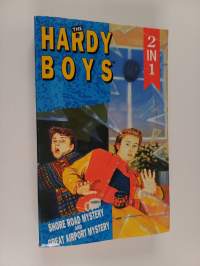 THE
HARDY
BOYS
2
IN
1
SHORE ROAD MYSTERY
AND
GREAT AIRPORT MYSTERY